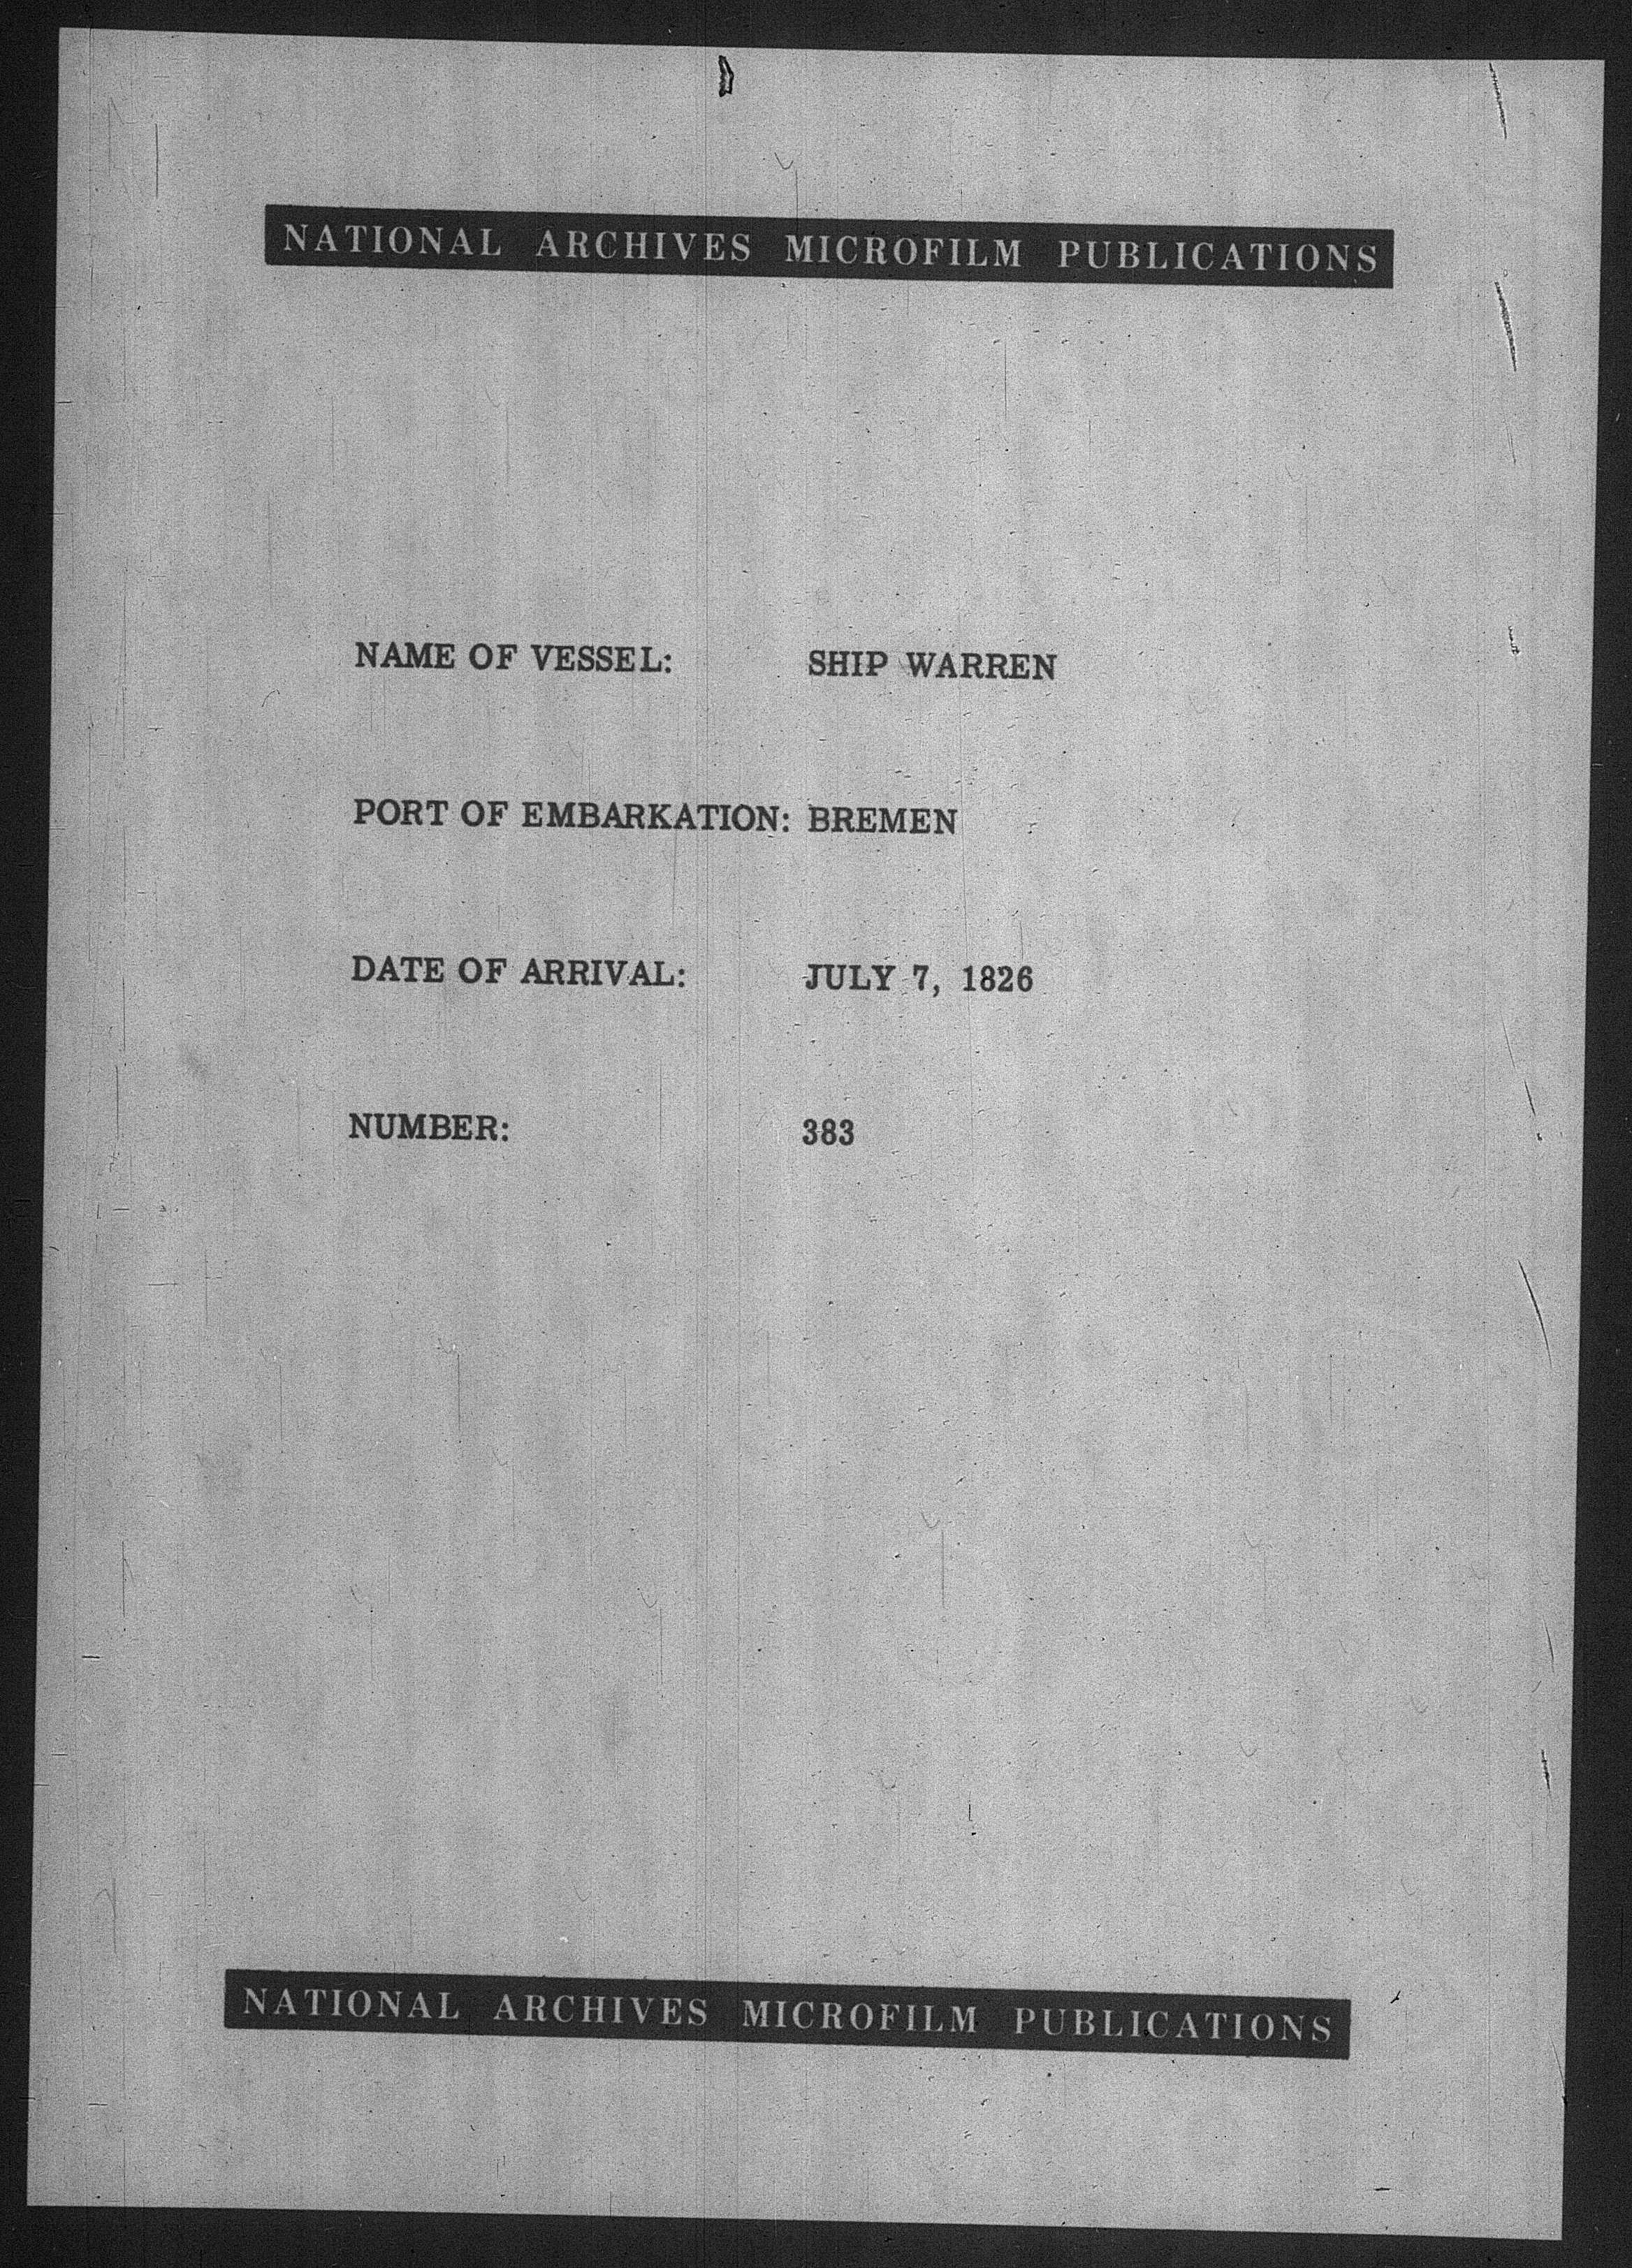 NATIONAL ARCHIVES MICROFILM PUBLICATIONS
NAME OF VESSEL: SHIP WARREN
PORT OF EMBARKATION: BREMEN
DATE OF ARRIVAL: JULY 7, 1826
NUMBER: 383
NATIONAL ARCHIVES MICROFILM PUBLICATIONS